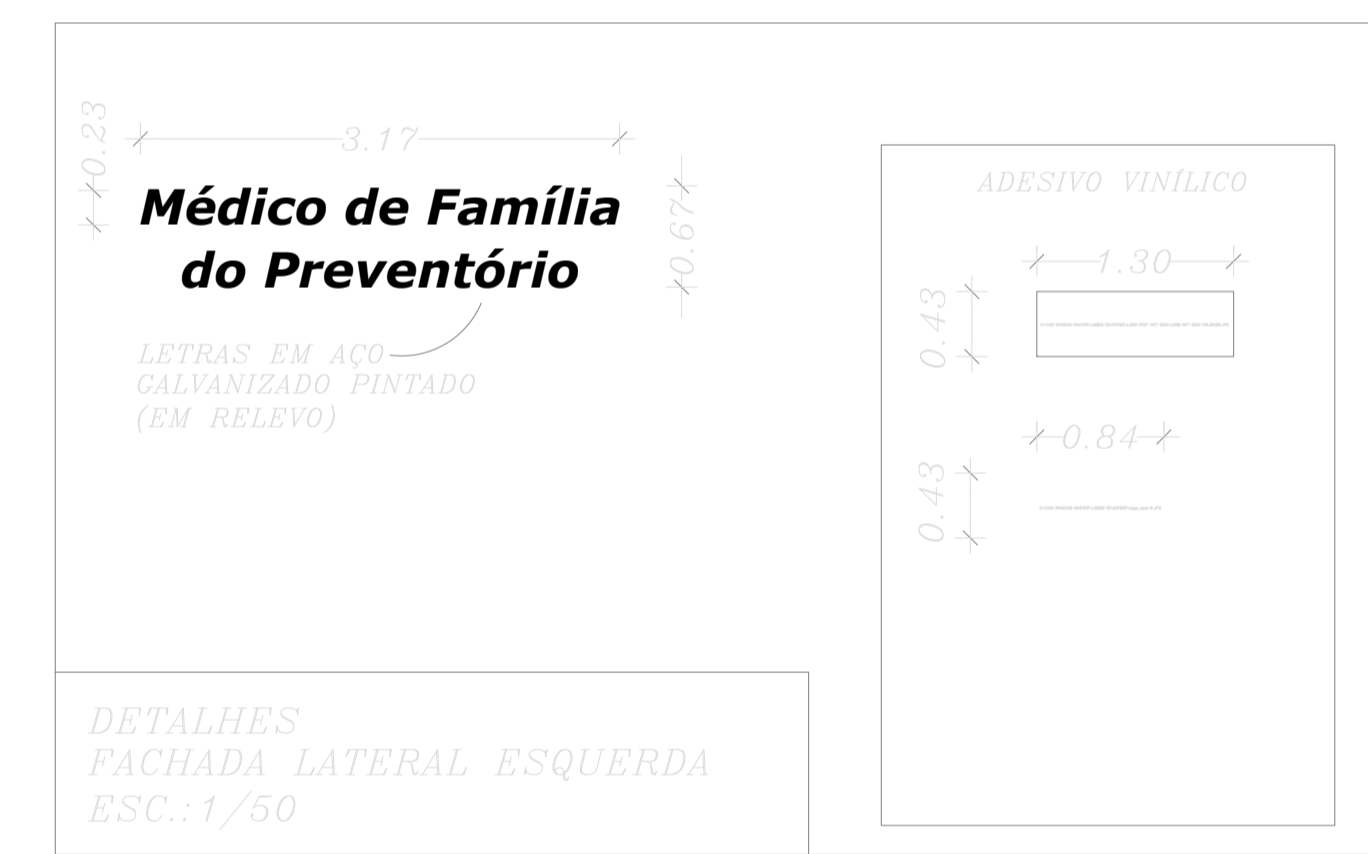 0.23
3.17
Médico de Família
do Preventório
0.67
LETRAS EM AÇO
GALVANIZADO PINTADO
(EM RELEVO)
ADESIVO VINÍLICO
1.30
0.43
0.84
0.43
DETALHES
FACHADA LATERAL ESQUERDA
ESC.:1/50